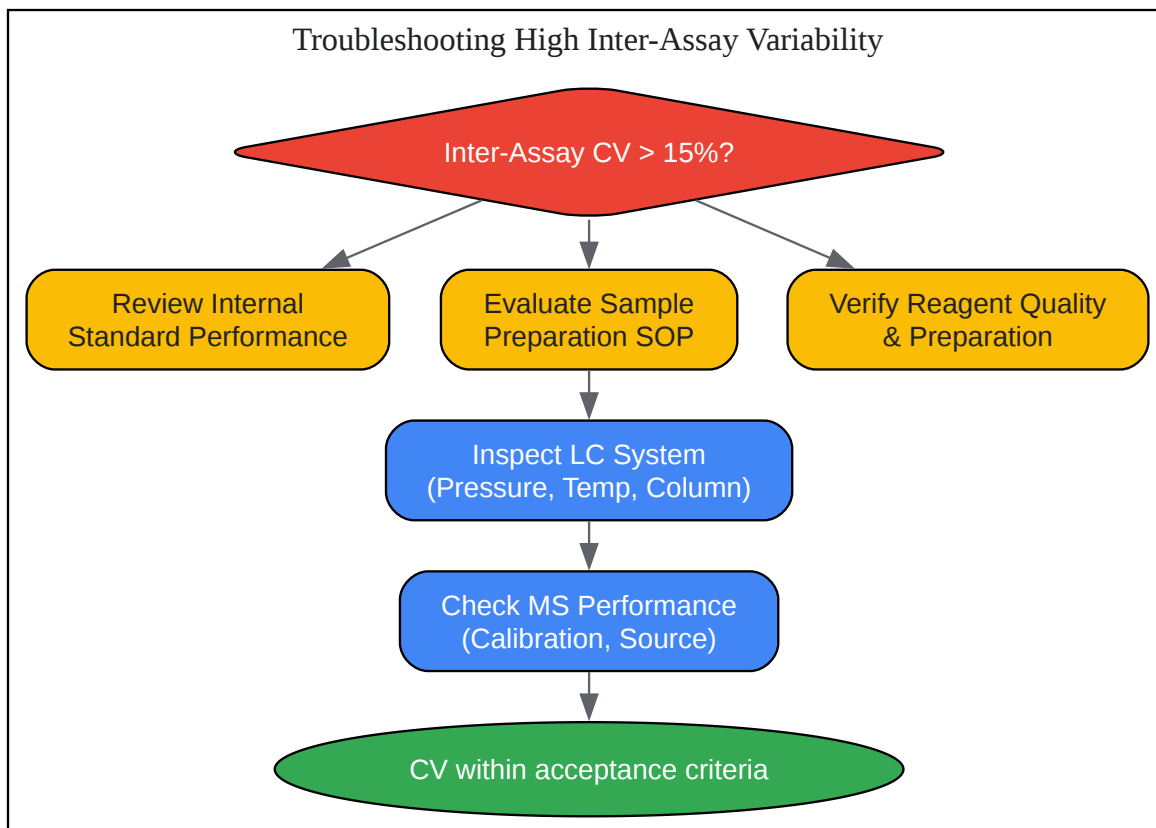 Troubleshooting High Inter-Assay Variability
Inter-Assay CV > 15%?
Review Internal
Standard Performance
Evaluate Sample
Preparation SOP
Verify Reagent Quality
& Preparation
Inspect LC System
(Pressure, Temp, Column)
Check MS Performance
(Calibration, Source)
CV within acceptance criteria